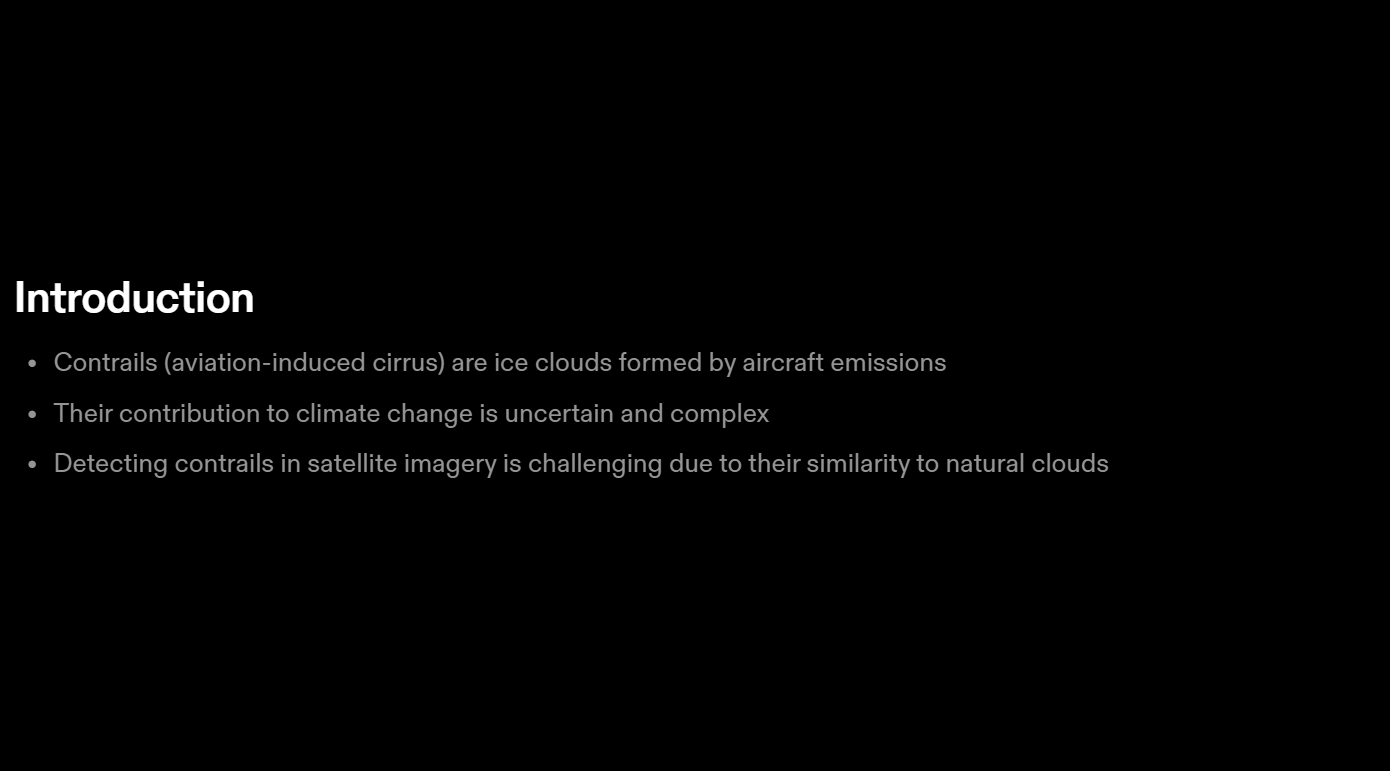 Introduction
• Contrails (aviation-induced cirrus) are ice clouds formed by aircraft emissions
• Their contribution to climate change is uncertain and complex
• Detecting contrails in satellite imagery is challenging due to their similarity to natural clouds